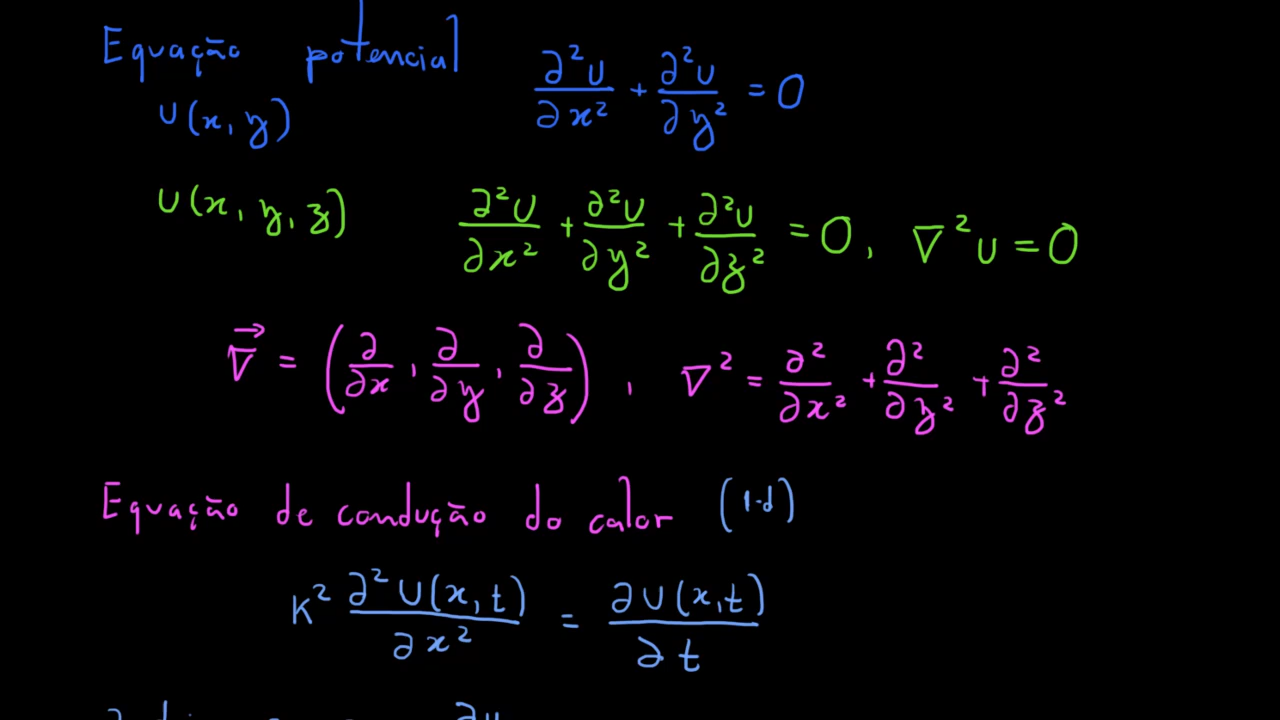 Equação potencial ∂²U/∂x² + ∂²U/∂y² = 0
U(x, y)
U(x, y, z) ∂²U/∂x² + ∂²U/∂y² + ∂²U/∂z² = 0, ∇²U = 0
∇⃗ = (∂/∂x, ∂/∂y, ∂/∂z), ∇² = ∂²/∂x² + ∂²/∂y² + ∂²/∂z²
Equação de condução do calor (1-d)
K² ∂²U(x,t)/∂x² = ∂U(x,t)/∂t